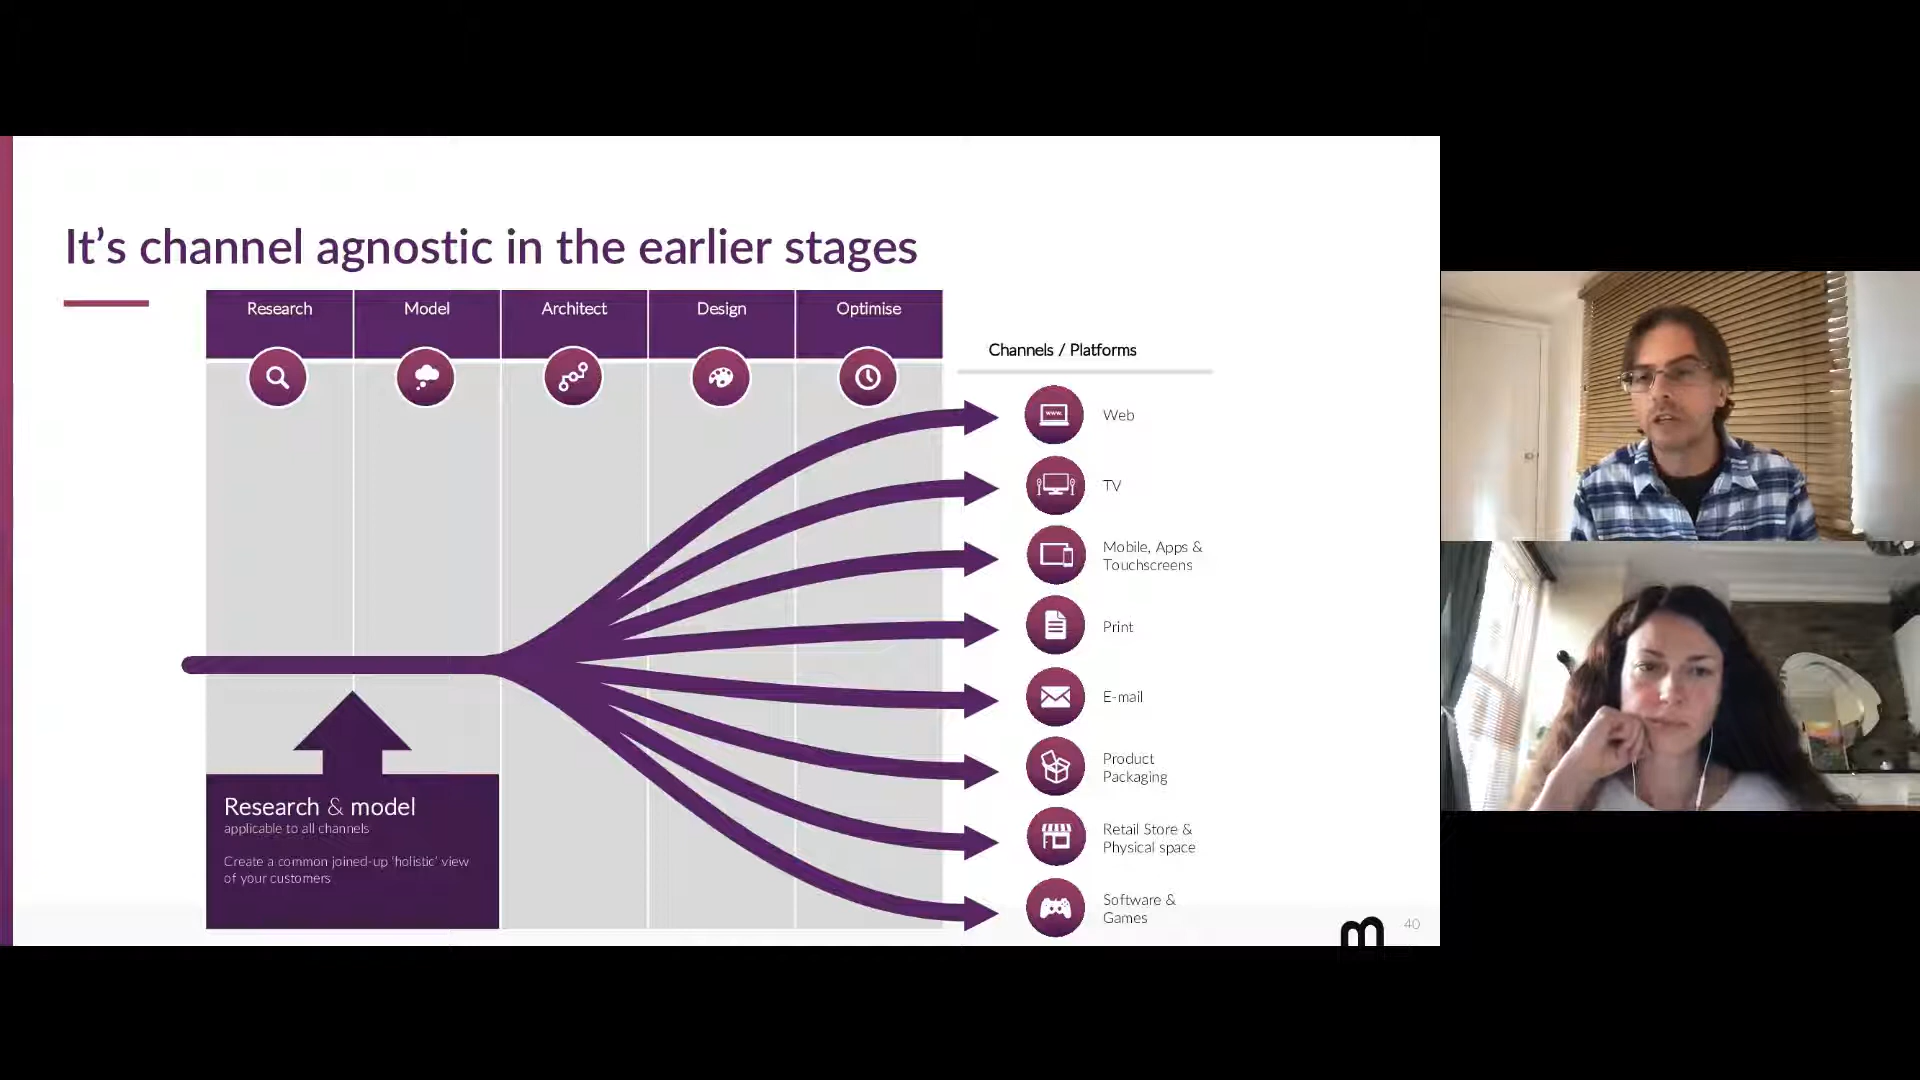 It's channel agnostic in the earlier stages
Research
Model
Architect
Design
Optimise
Channels / Platforms
www.
Web
TV
Mobile, Apps &
Touchscreens
Print
E-mail
Product
Packaging
Retail Store &
Physical space
Software &
Games
Research & model
applicable to all channels
Create a common joined-up 'holistic' view
of your customers
m
40